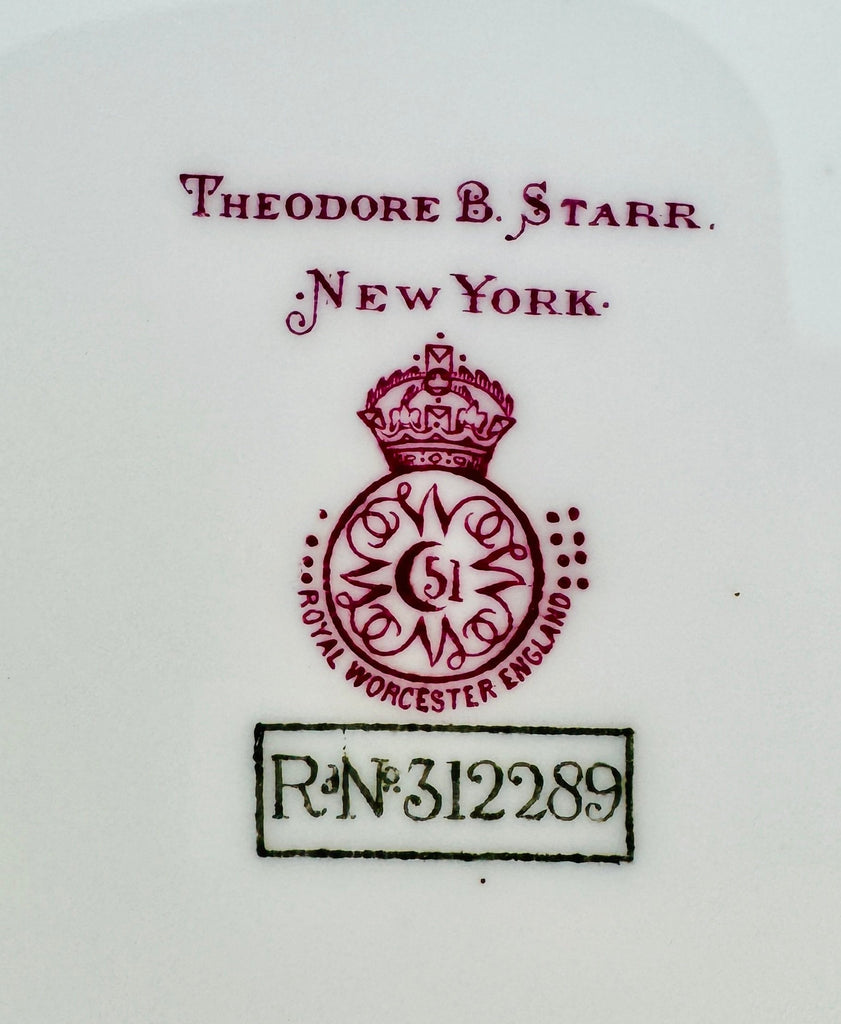 THEODORE B. STARR.
·NEW YORK·
51
ROYAL WORCESTER ENGLAND
Rd No. 312289